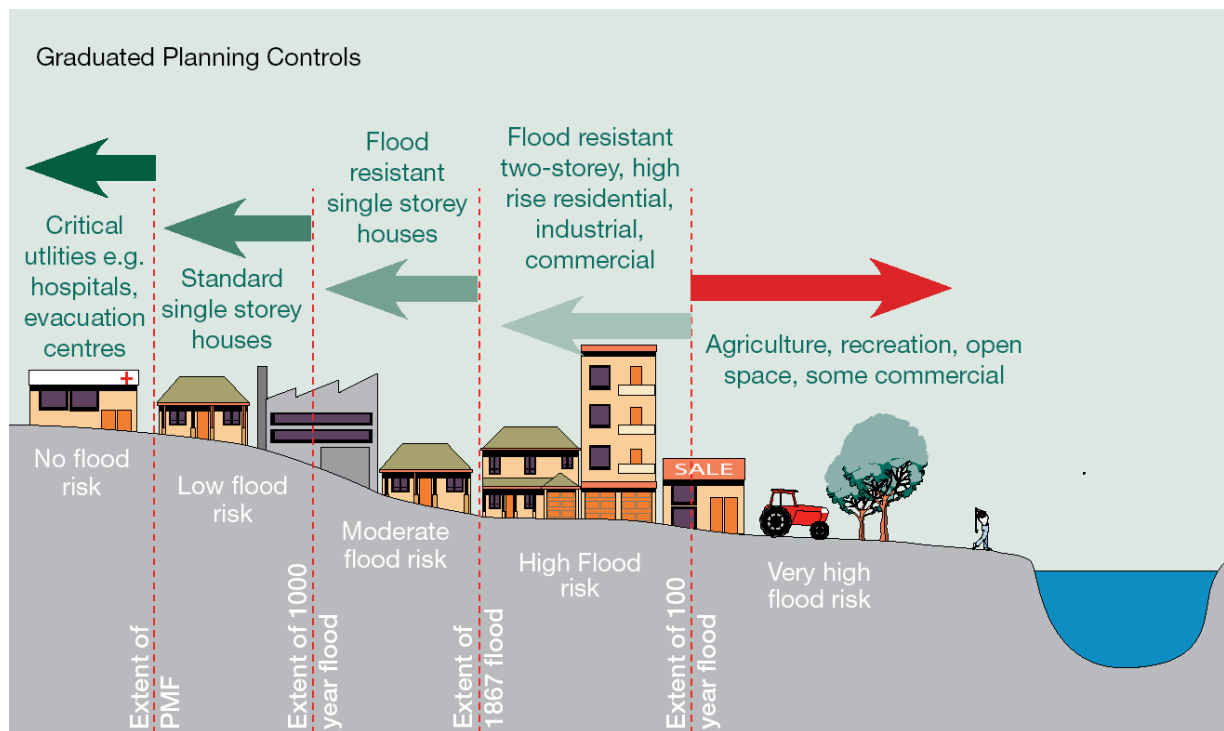 Graduated Planning Controls
Critical
utlities e.g.
hospitals,
evacuation
centres
Standard
single storey
houses
Flood
resistant
single storey
houses
Flood resistant
two-storey, high
rise residential,
industrial,
commercial
Agriculture, recreation, open
space, some commercial
SALE
No flood
risk
Low flood
risk
Moderate
flood risk
High Flood
risk
Very high
flood risk
Extent of
PMF
Extent of 1000
year flood
Extent of
1867 flood
Extent of 100
year flood